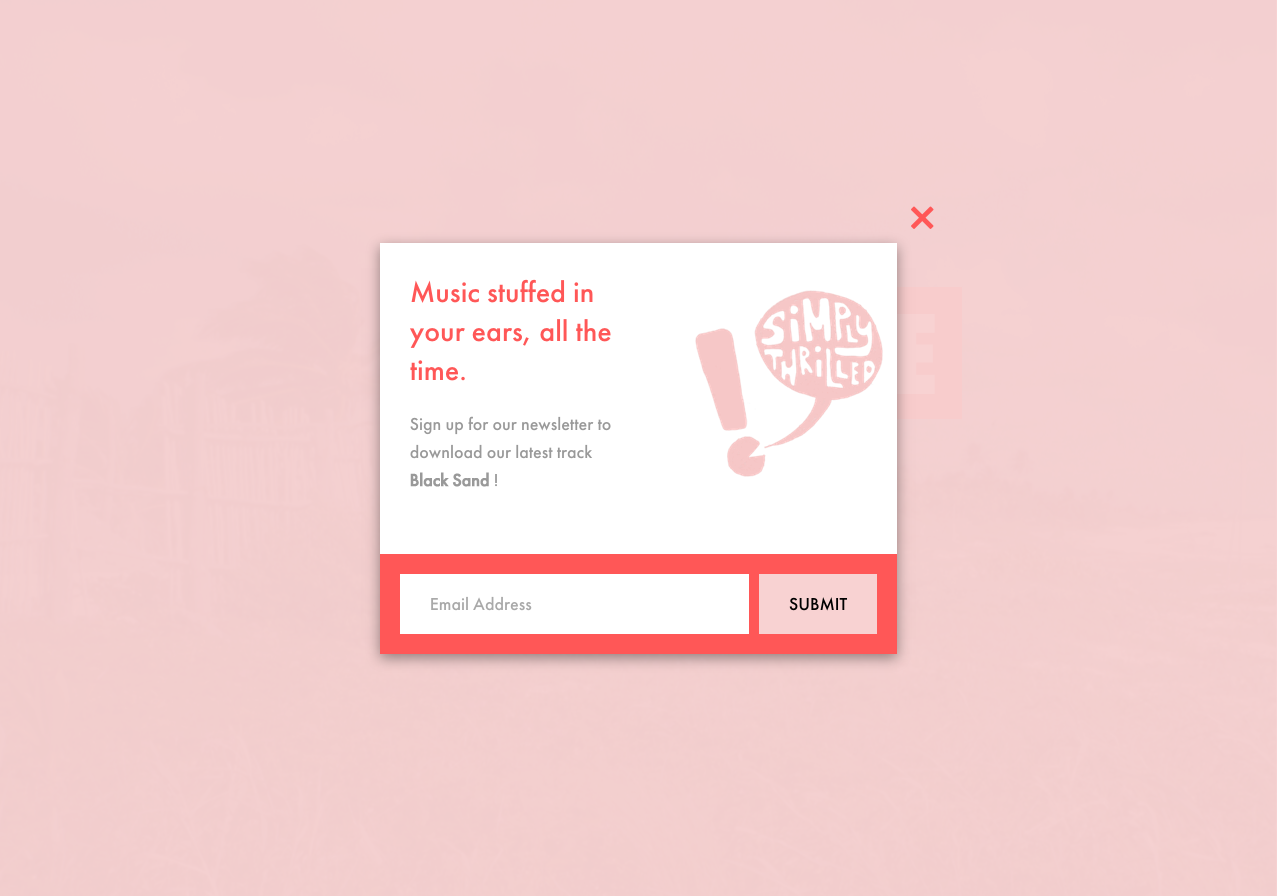 Music stuffed in
your ears, all the
time.
SiMPLY
THRiLLED
E
Sign up for our newsletter to
download our latest track
Black Sand !
Email Address
SUBMIT